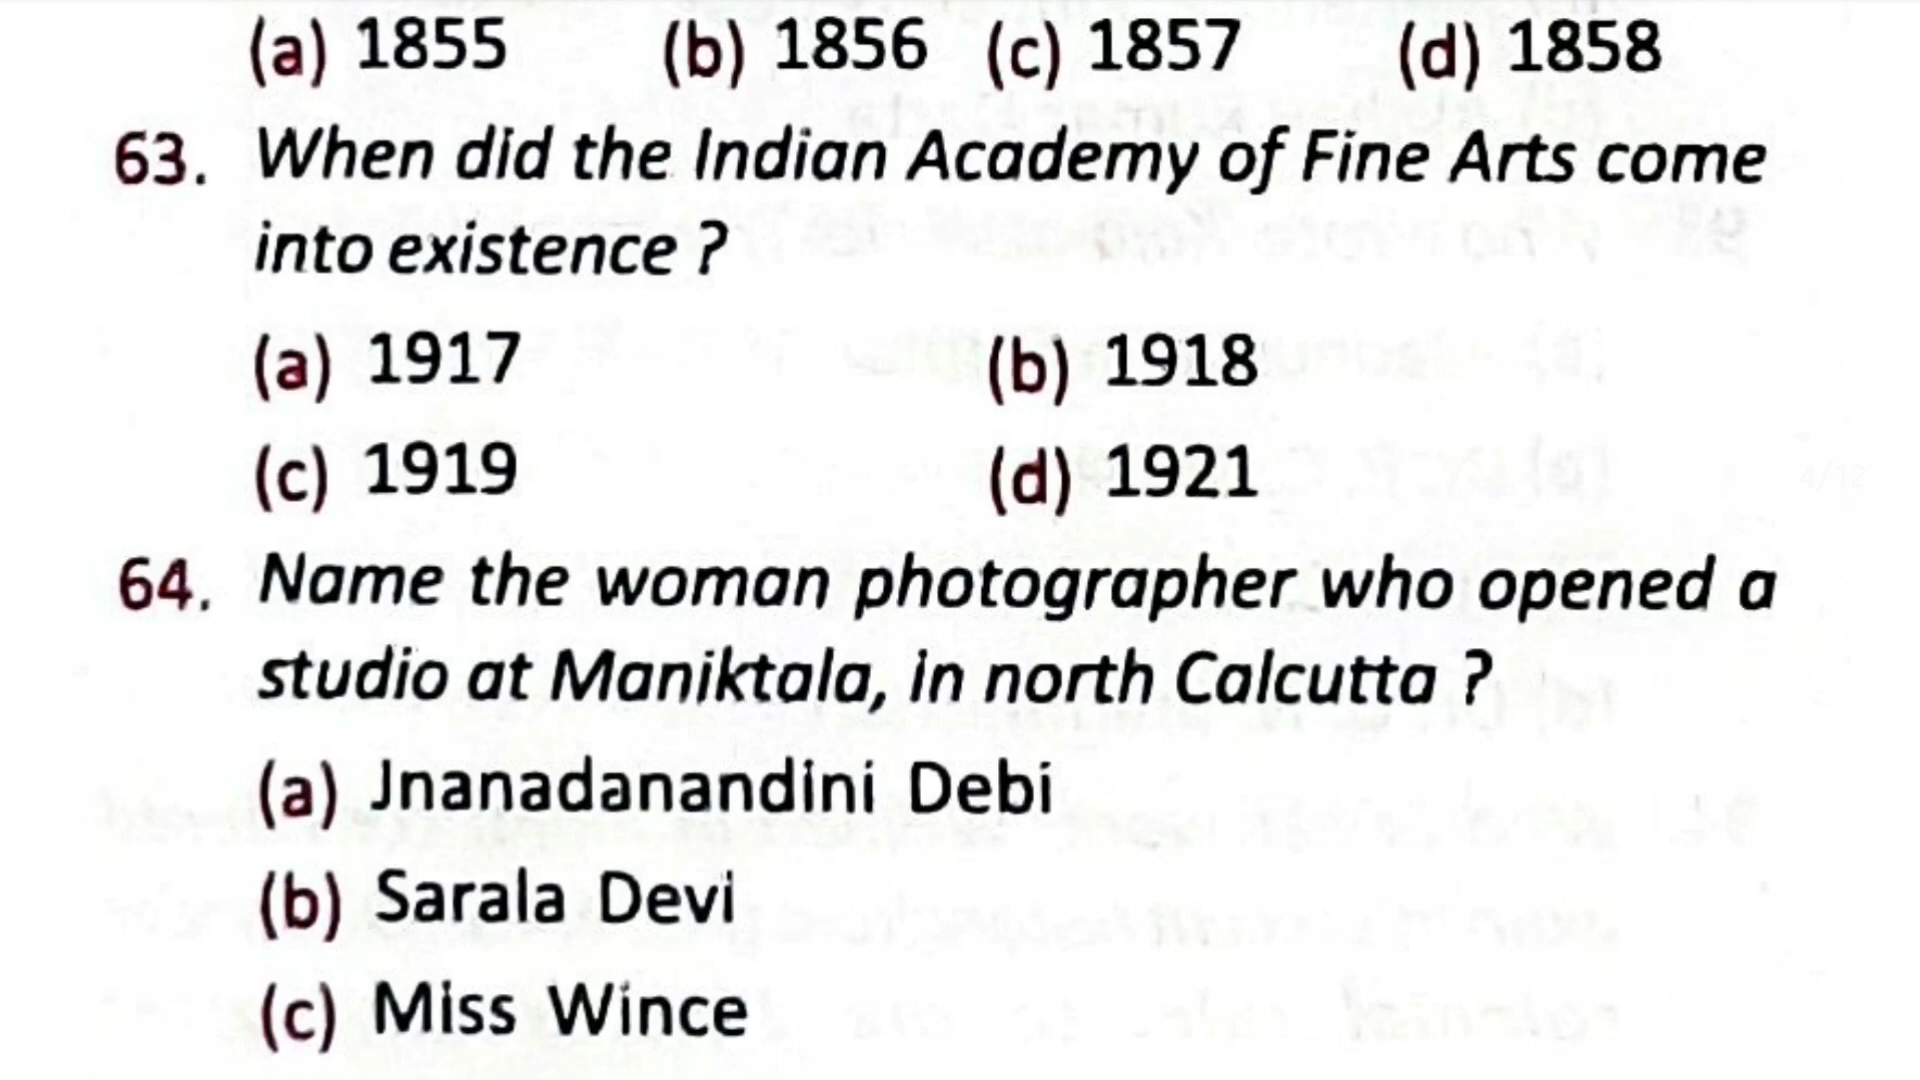 (a) 1855 (b) 1856 (c) 1857 (d) 1858
63. When did the Indian Academy of Fine Arts come
into existence ?
(a) 1917 (b) 1918
(c) 1919 (d) 1921
4/12
64. Name the woman photographer who opened a
studio at Maniktala, in north Calcutta ?
(a) Jnanadanandini Debi
(b) Sarala Devi
(c) Miss Wince